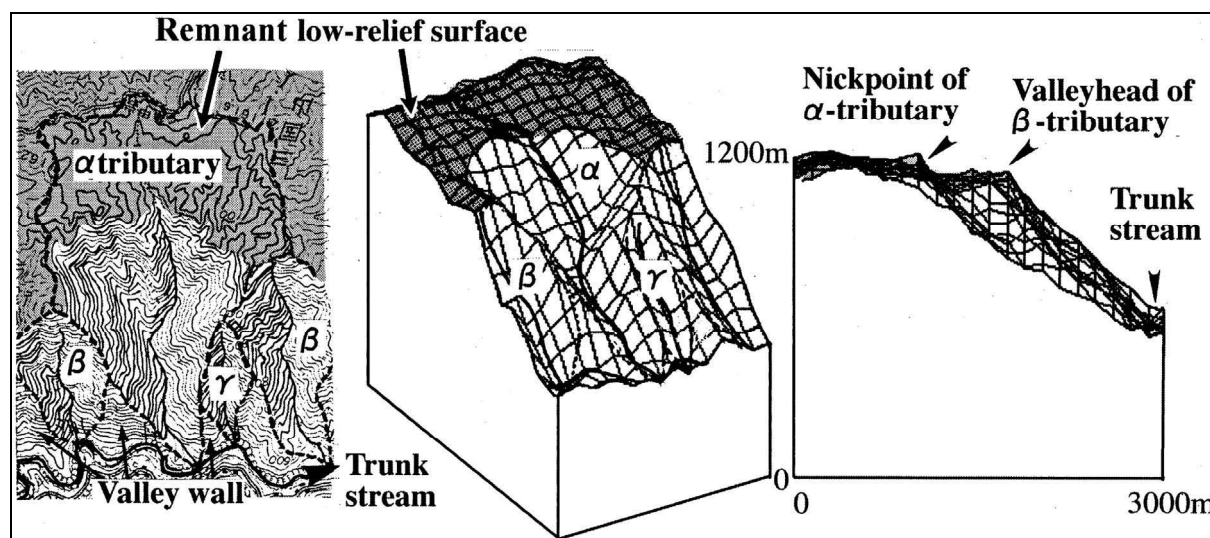 Remnant low-relief surface
α tributary
β
γ
β
Valley wall
Trunk
stream
α
β
γ
Nickpoint of
α-tributary
Valleyhead of
β-tributary
1200m
Trunk
stream
0
0
3000m